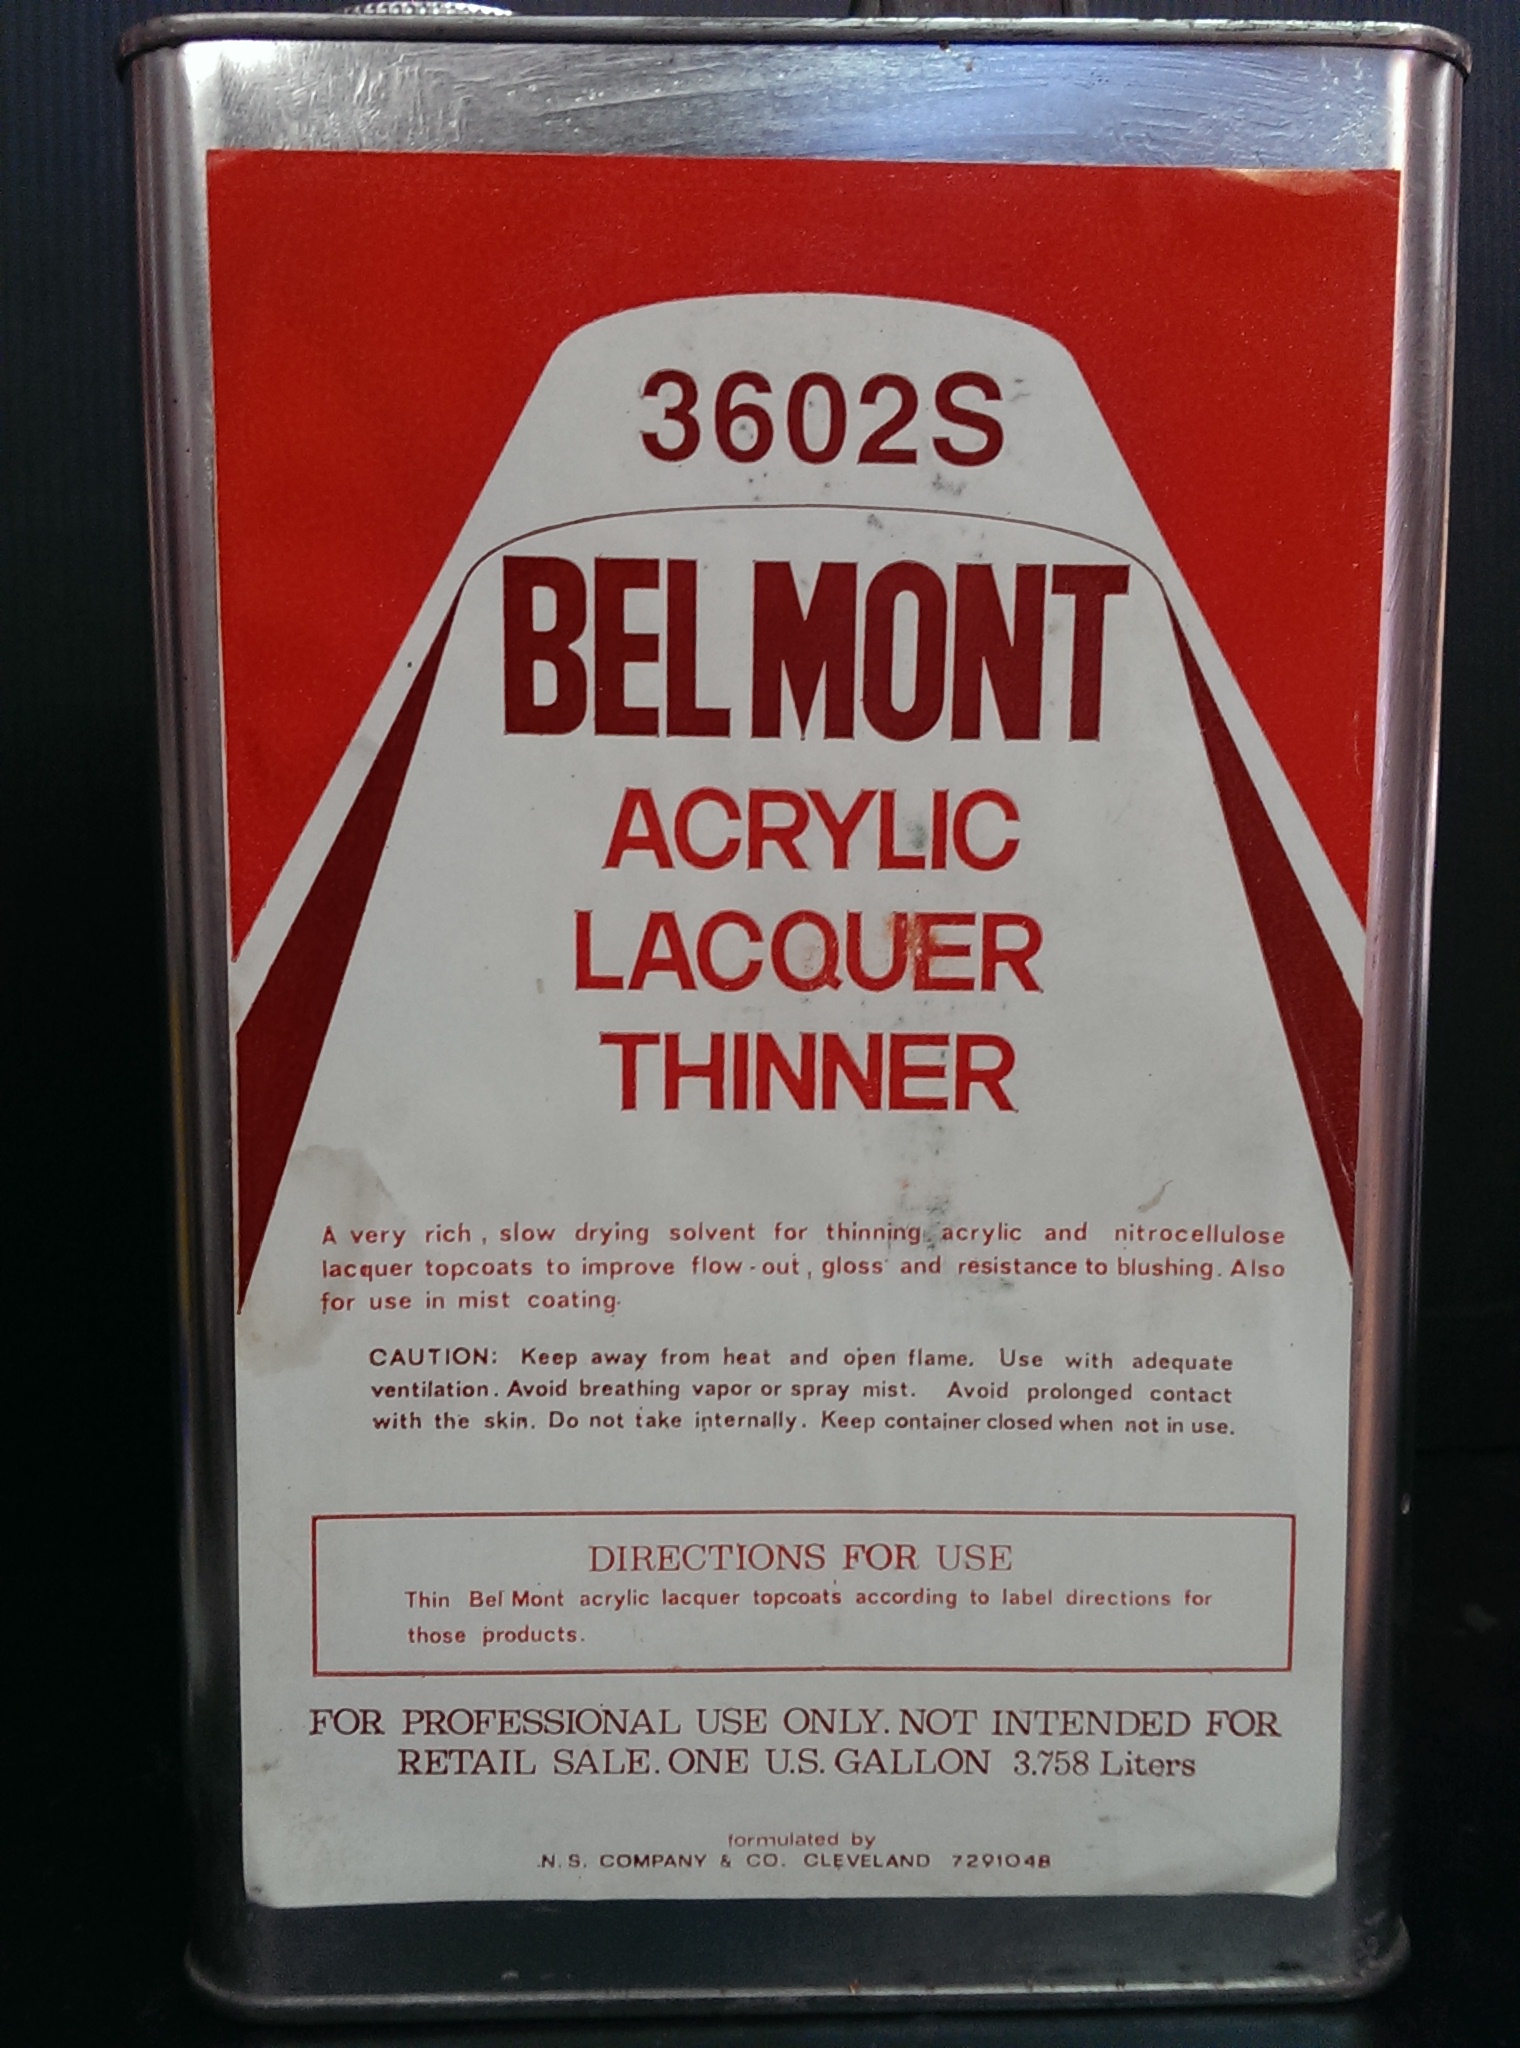 3602S
BEL MONT
ACRYLIC
LACQUER
THINNER
A very rich, slow drying solvent for thinning acrylic and nitrocellulose
lacquer topcoats to improve flow-out, gloss and resistance to blushing. Also
for use in mist coating.
CAUTION: Keep away from heat and open flame. Use with adequate
ventilation. Avoid breathing vapor or spray mist. Avoid prolonged contact
with the skin. Do not take internally. Keep container closed when not in use.
DIRECTIONS FOR USE
Thin Bel Mont acrylic lacquer topcoats according to label directions for
those products.
FOR PROFESSIONAL USE ONLY. NOT INTENDED FOR
RETAIL SALE. ONE U.S. GALLON 3.758 Liters
formulated by
N. S. COMPANY & CO. CLEVELAND 7291048